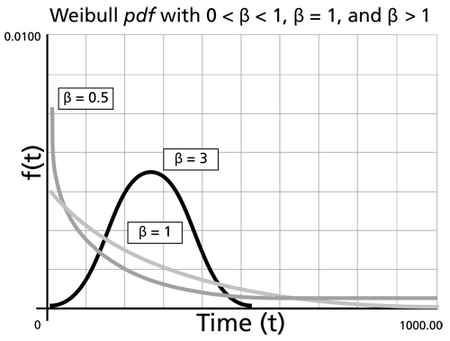 Weibull pdf with 0 < β < 1, β = 1, and β > 1
0.0100
β = 0.5
β = 3
β = 1
f(t)
0
Time (t)
1000.00